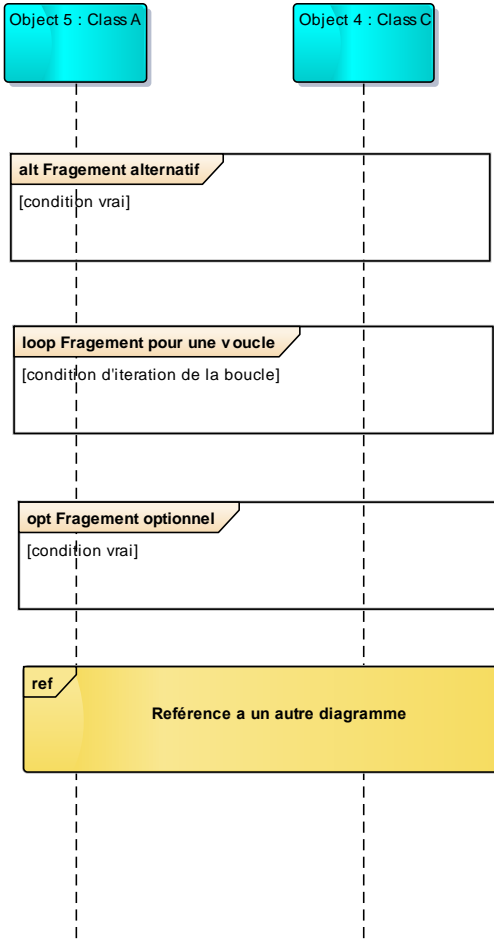 Object 5 : Class A
Object 4 : Class C
alt Fragement alternatif
[condition vrai]
loop Fragement pour une voucle
[condition d'iteration de la boucle]
opt Fragement optionnel
[condition vrai]
ref
Reférence a un autre diagramme